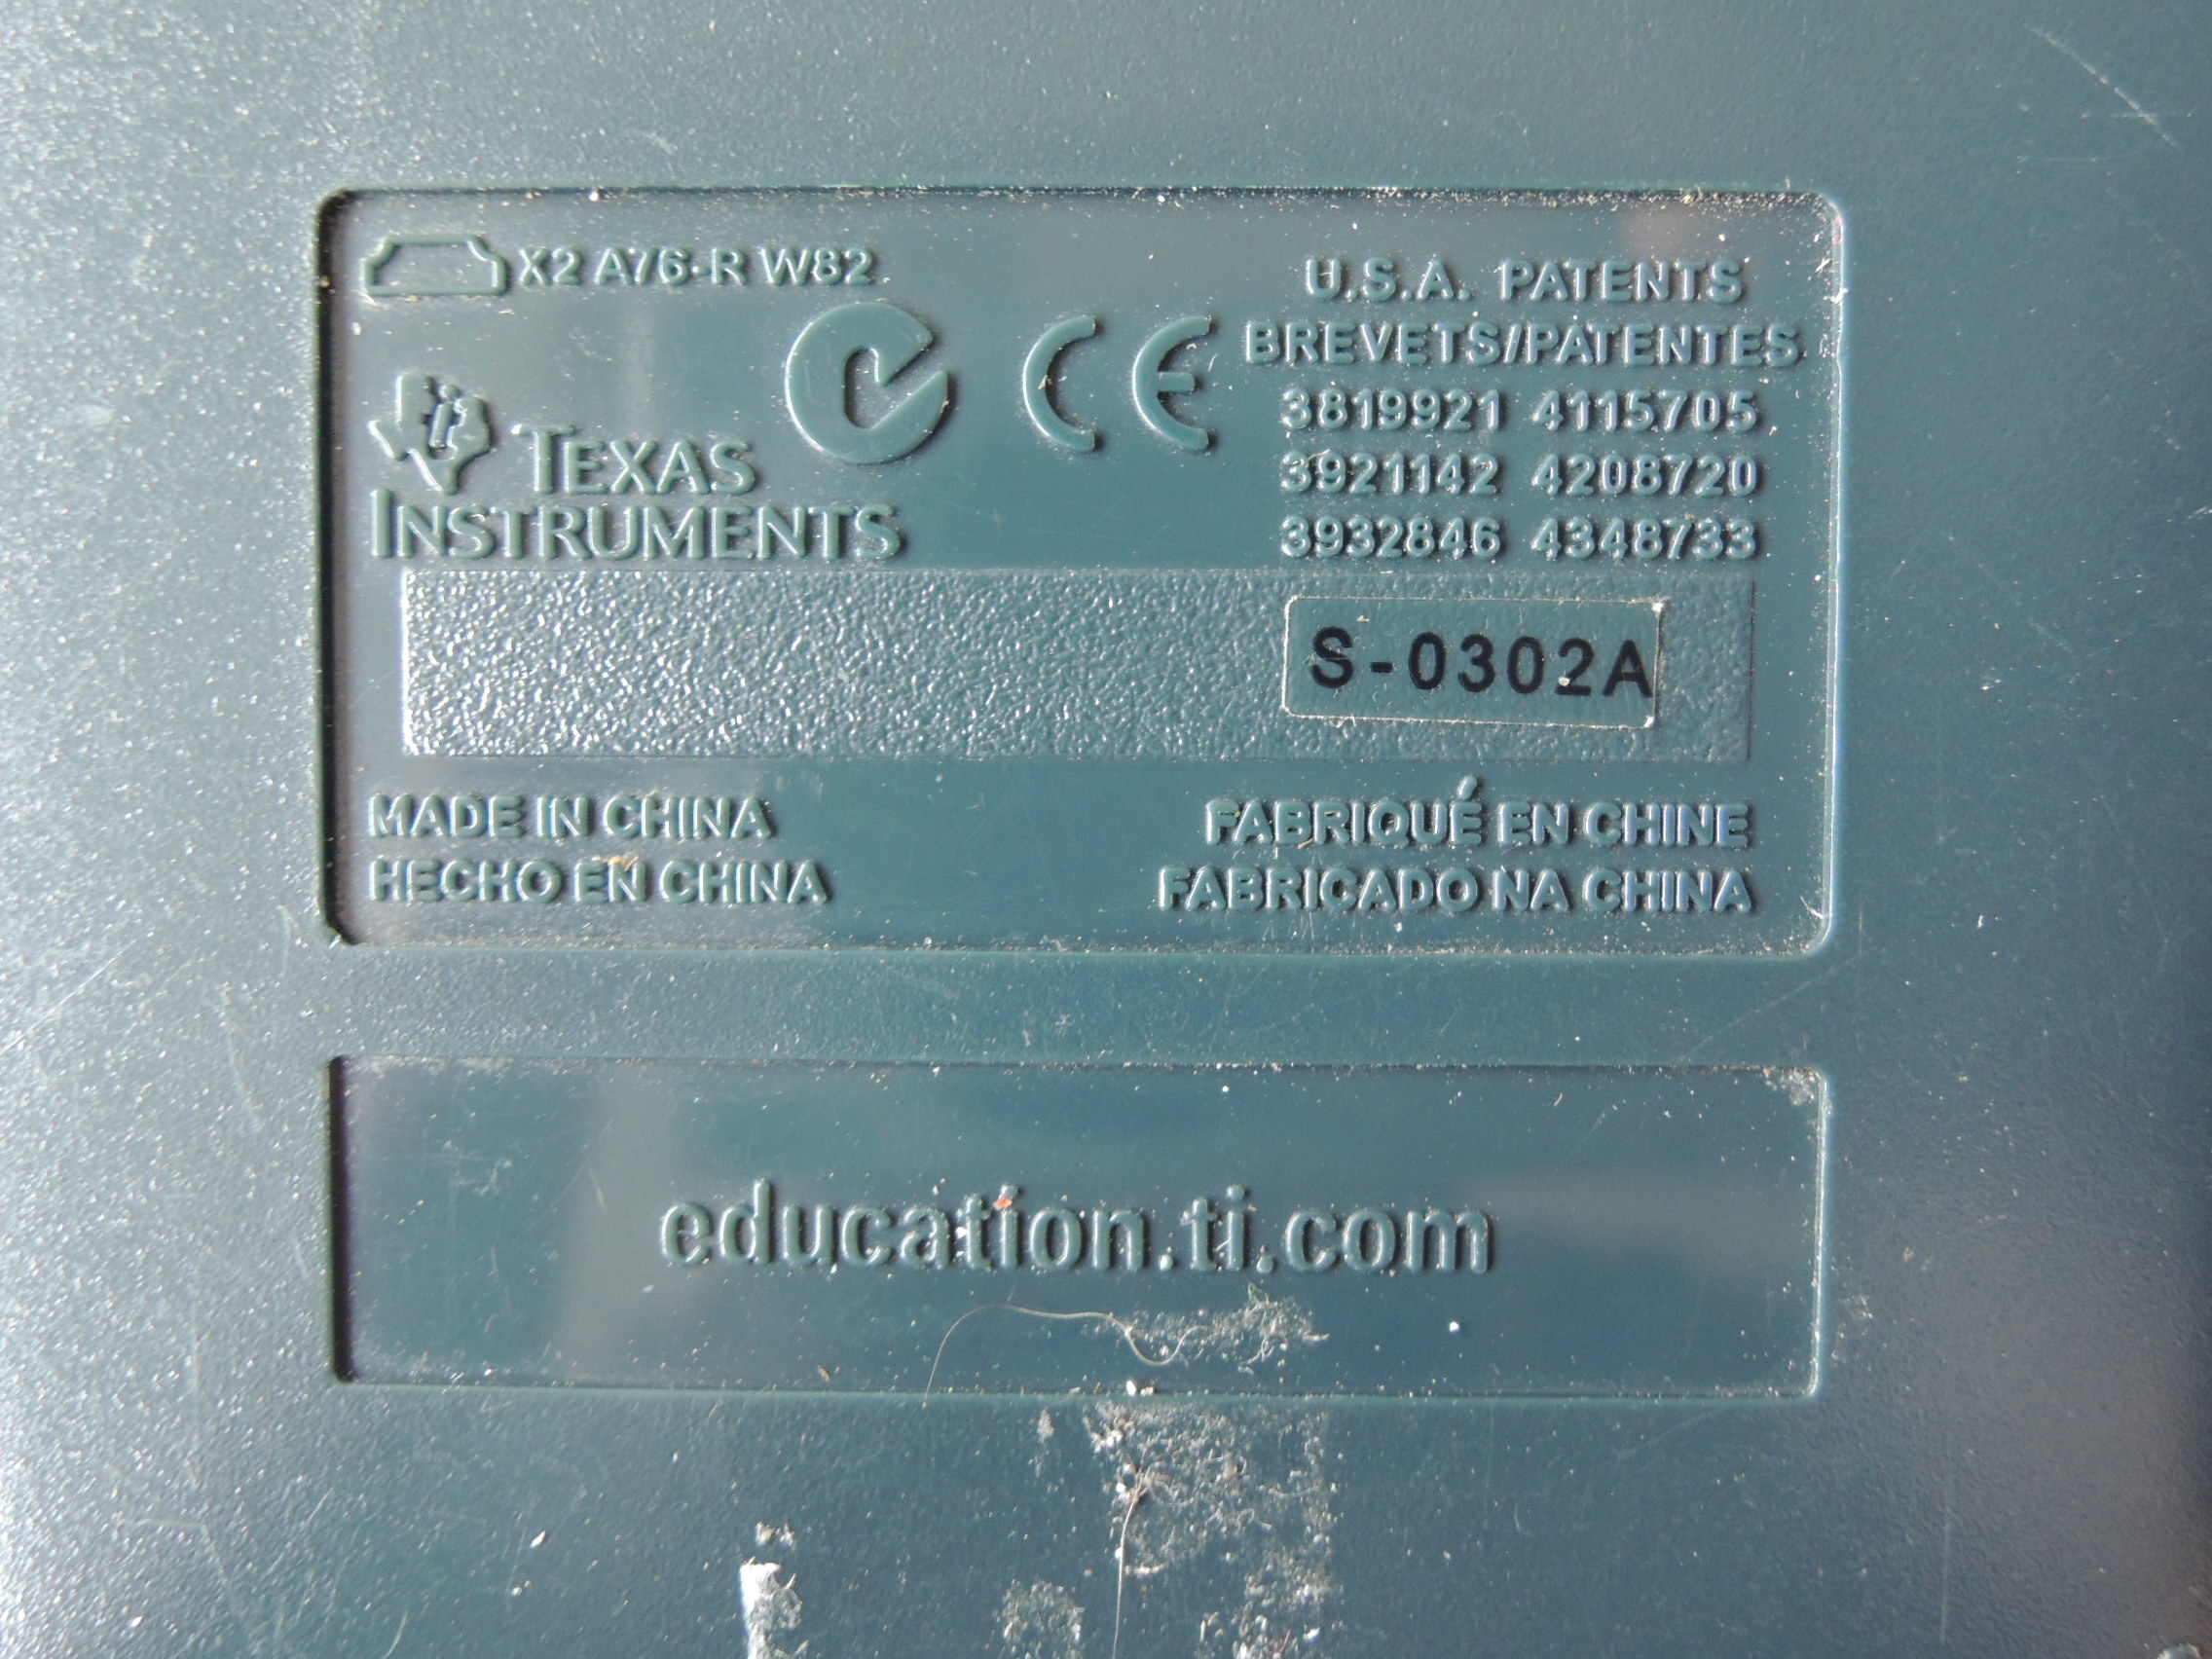 X2 A76-R W82
TEXAS
INSTRUMENTS
CE
U.S.A. PATENTS
BREVETS/PATENTES
3819921 4115705
3921142 4208720
3932846 4348733
S-0302A
MADE IN CHINA
HECHO EN CHINA
FABRIQUÉ EN CHINE
FABRICADO NA CHINA
education.ti.com